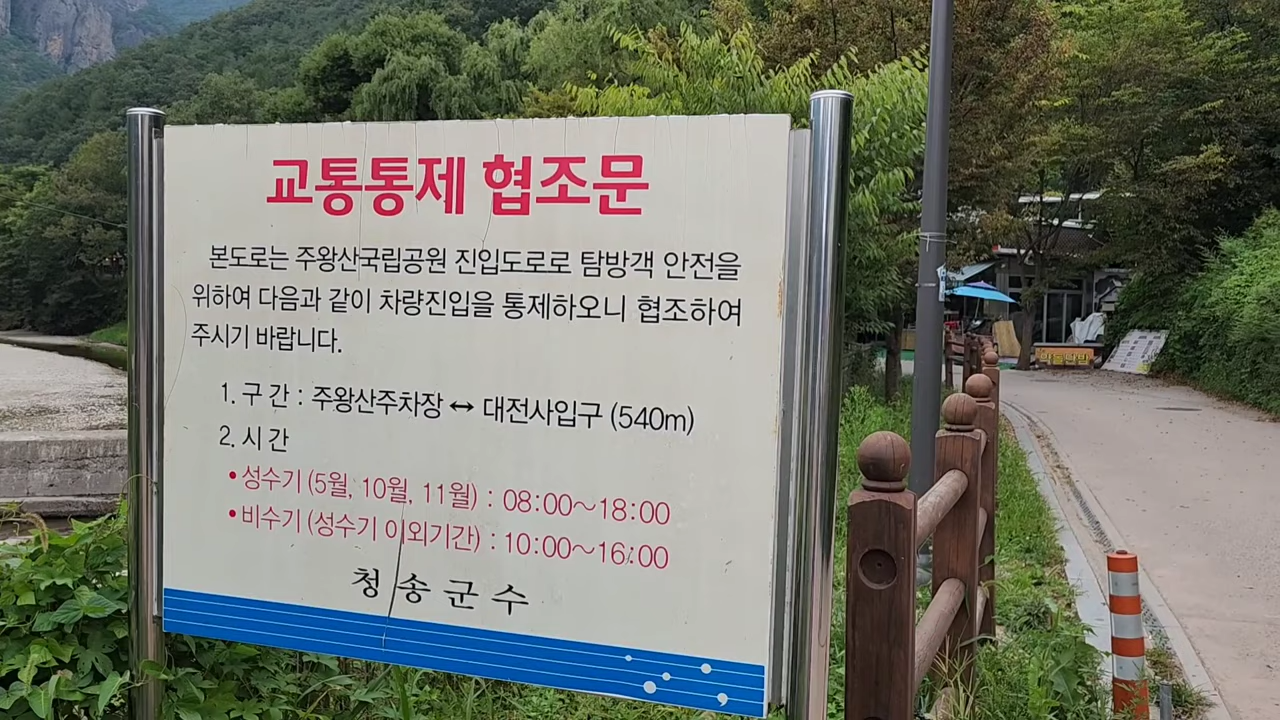 교통통제 협조문
본도로는 주왕산국립공원 진입도로로 탐방객 안전을
위하여 다음과 같이 차량진입을 통제하오니 협조하여
주시기 바랍니다.
1. 구 간 : 주왕산주차장 ↔ 대전사입구 (540m)
2. 시 간
• 성수기 (5월, 10월, 11월) : 08:00~18:00
• 비수기 (성수기 이외기간) : 10:00~16:00
청송군수